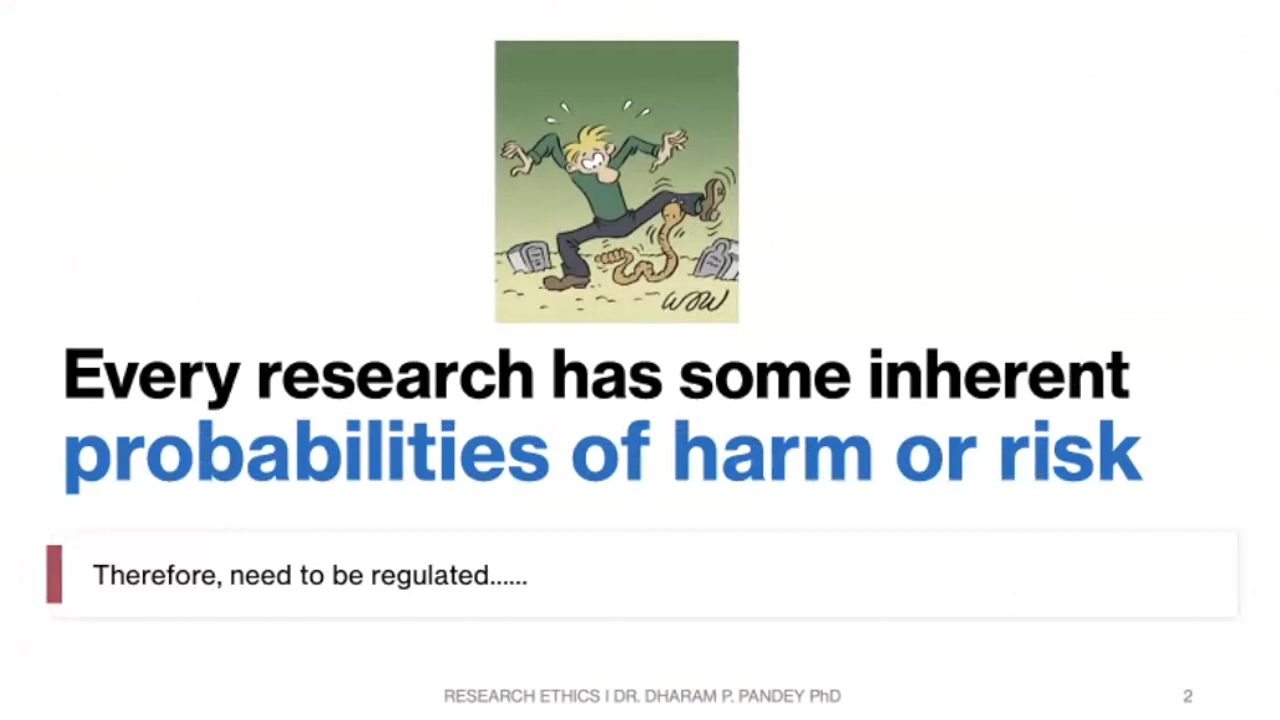 WOW
Every research has some inherent
probabilities of harm or risk
Therefore, need to be regulated......
RESEARCH ETHICS I DR. DHARAM P. PANDEY PhD
2